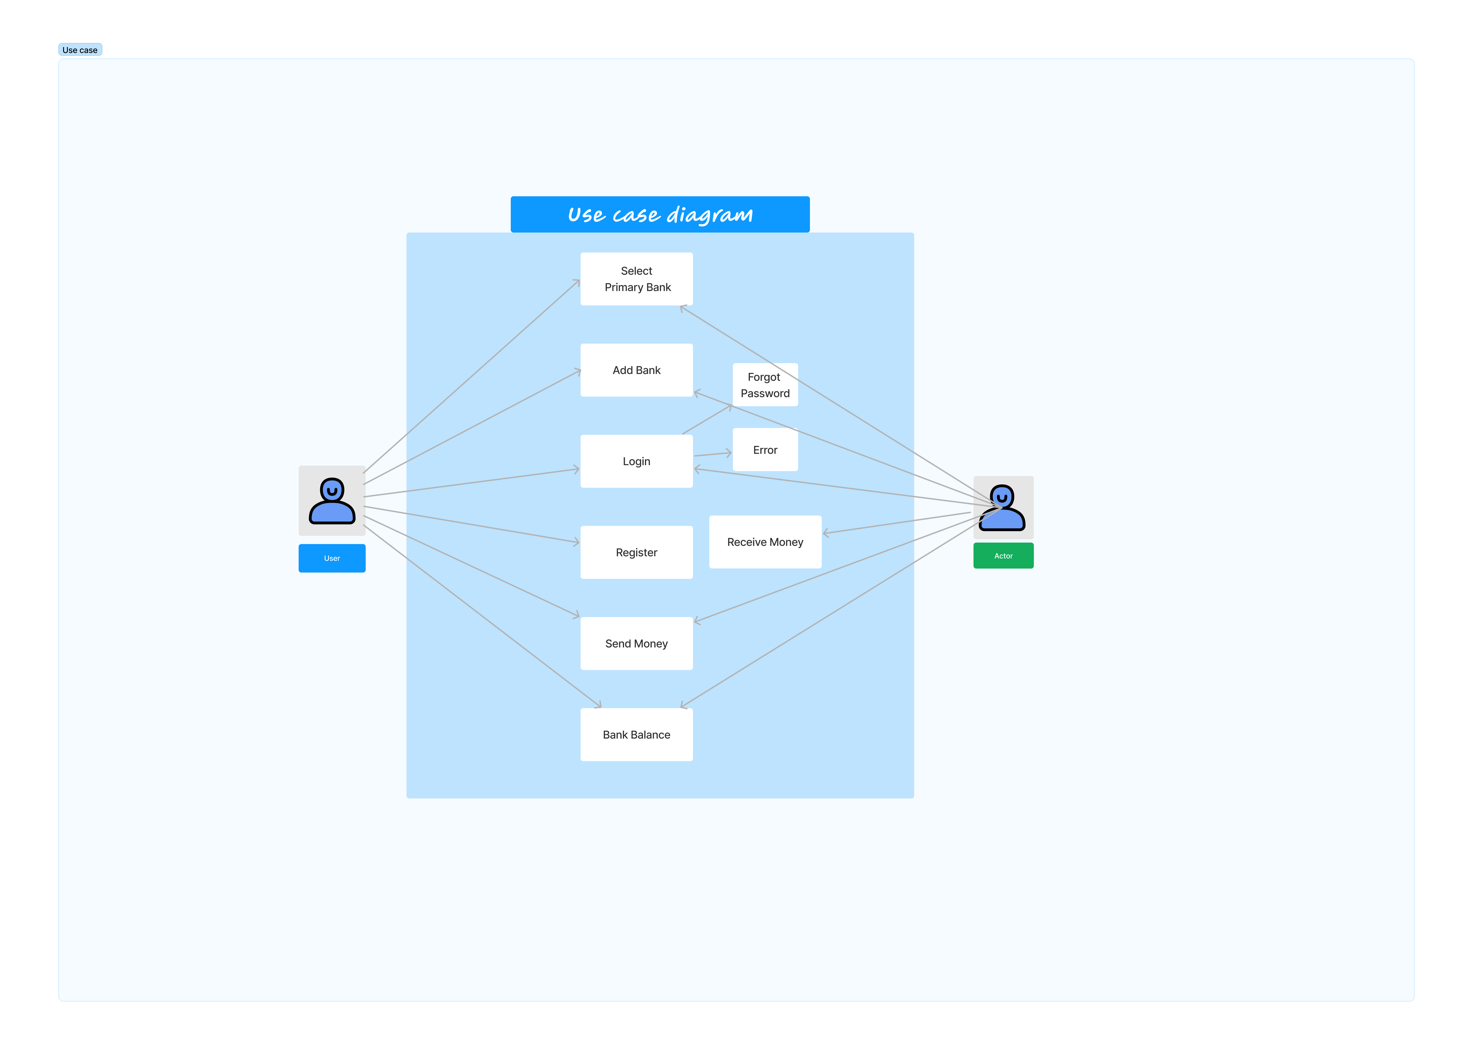 Use case
Use case diagram
Select
Primary Bank
Add Bank
Forgot
Password
Login
Error
Register
Receive Money
Send Money
Bank Balance
User
Actor